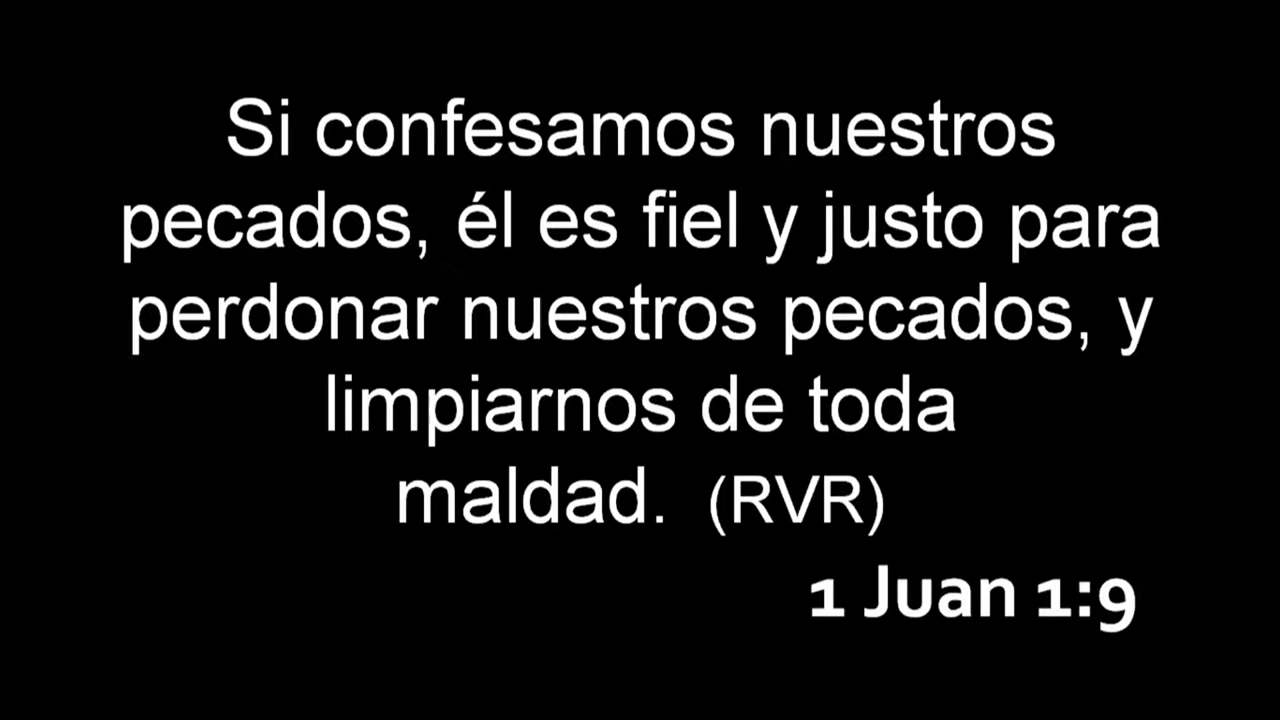 Si confesamos nuestros
pecados, él es fiel y justo para
perdonar nuestros pecados, y
limpiarnos de toda
maldad. (RVR)
1 Juan 1:9